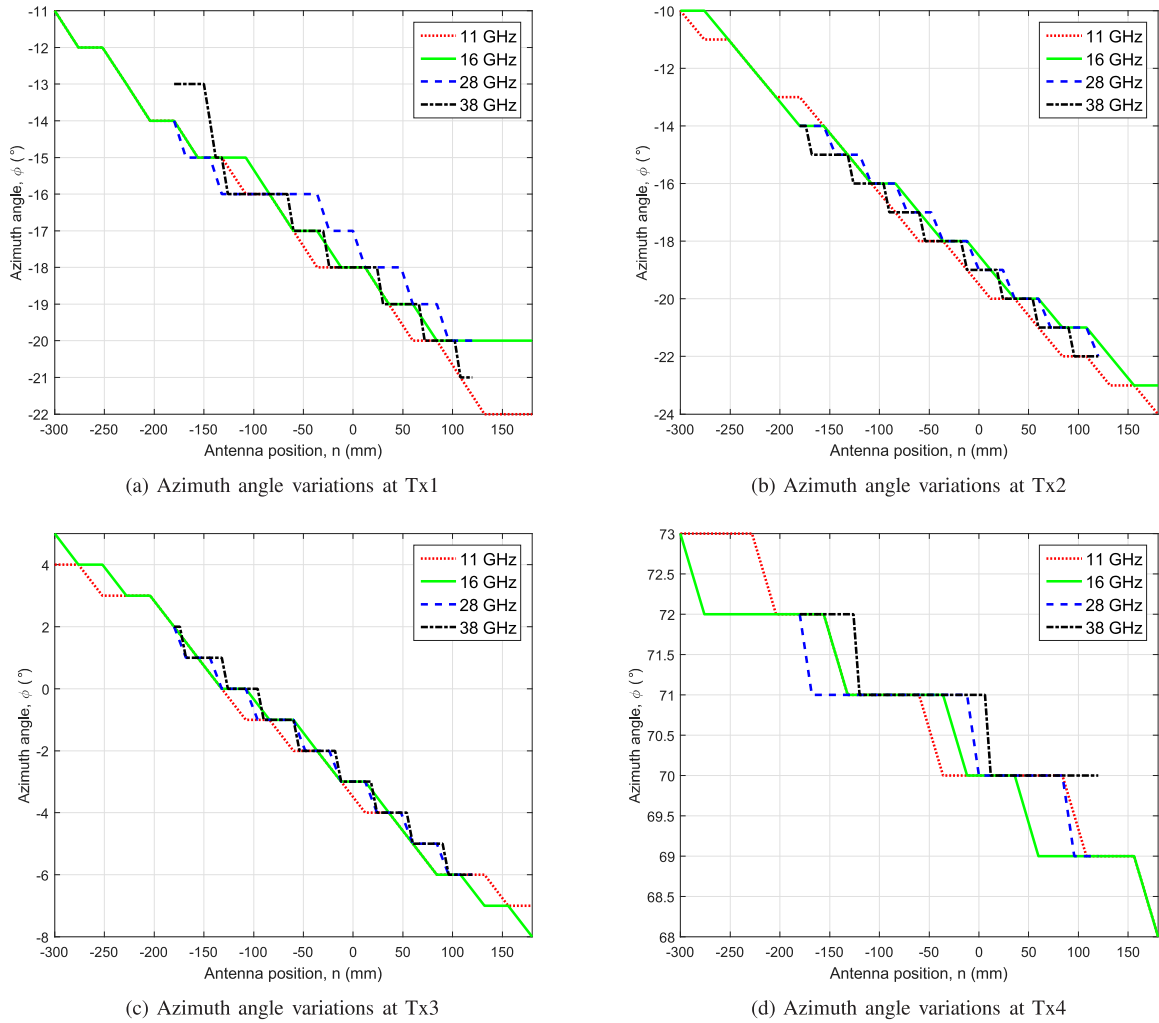 -11
-12
-13
-14
-15
-16
-17
-18
-19
-20
-21
-22
Azimuth angle, ϕ (°)
-300 -250 -200 -150 -100 -50 0 50 100 150
Antenna position, n (mm)
11 GHz
16 GHz
28 GHz
38 GHz
(a) Azimuth angle variations at Tx1
-10
-12
-14
-16
-18
-20
-22
-24
Azimuth angle, ϕ (°)
-300 -250 -200 -150 -100 -50 0 50 100 150
Antenna position, n (mm)
11 GHz
16 GHz
28 GHz
38 GHz
(b) Azimuth angle variations at Tx2
4
2
0
-2
-4
-6
-8
Azimuth angle, ϕ (°)
-300 -250 -200 -150 -100 -50 0 50 100 150
Antenna position, n (mm)
11 GHz
16 GHz
28 GHz
38 GHz
(c) Azimuth angle variations at Tx3
73
72.5
72
71.5
71
70.5
70
69.5
69
68.5
68
Azimuth angle, ϕ (°)
-300 -250 -200 -150 -100 -50 0 50 100 150
Antenna position, n (mm)
11 GHz
16 GHz
28 GHz
38 GHz
(d) Azimuth angle variations at Tx4